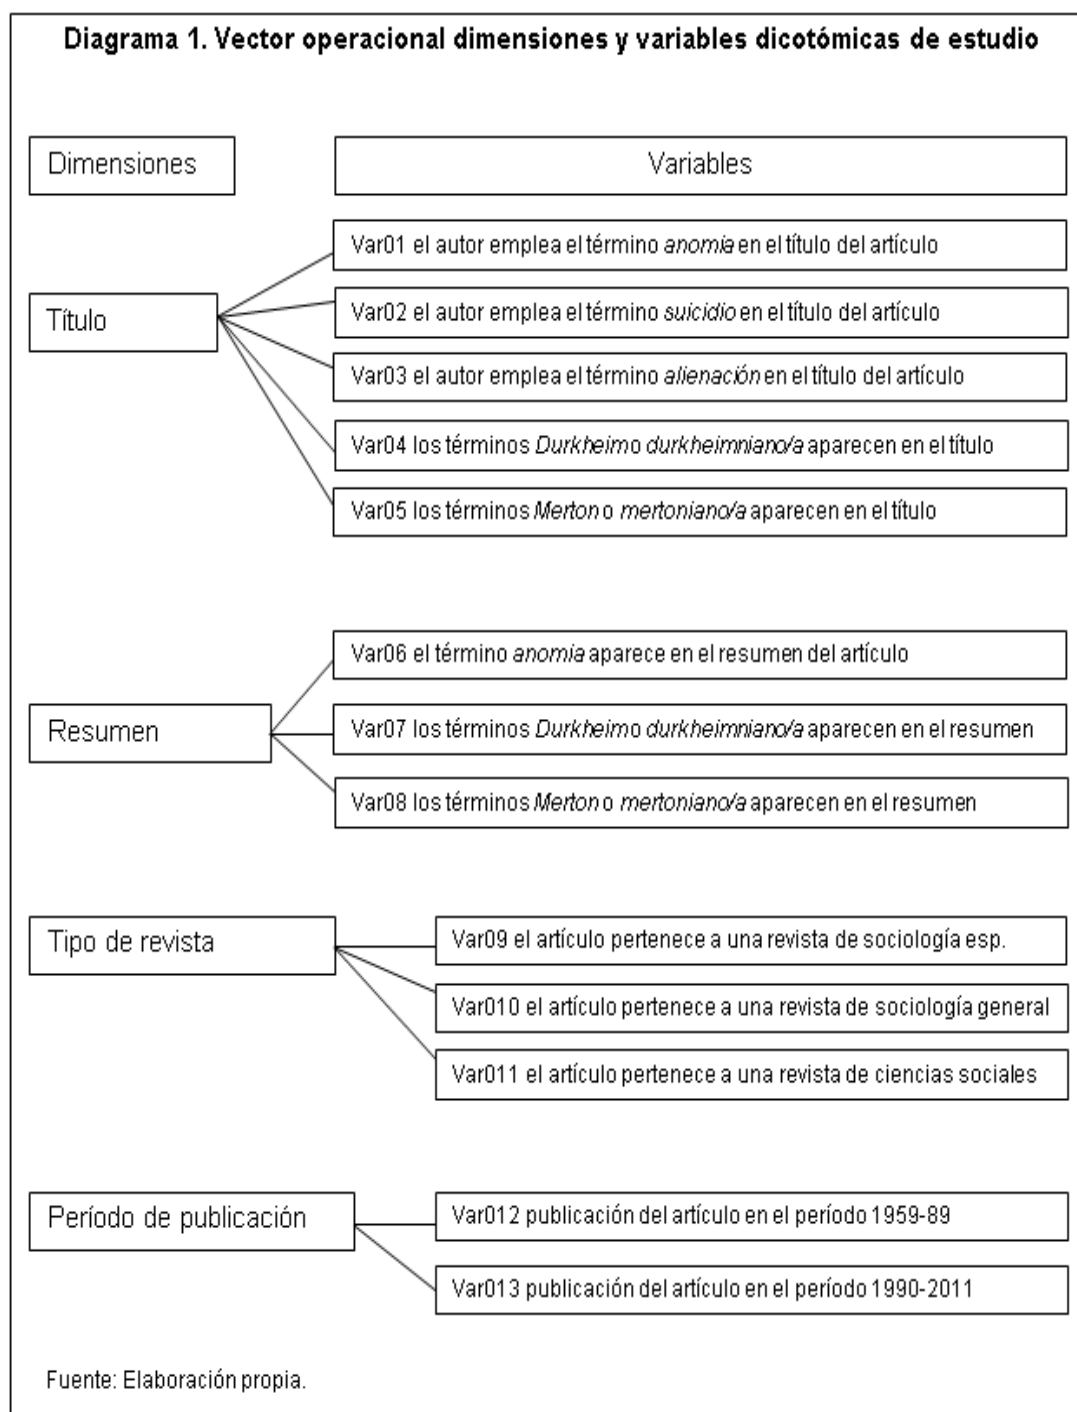 Diagrama 1. Vector operacional dimensiones y variables dicotómicas de estudio
Dimensiones
Variables
Título
Var01 el autor emplea el término anomia en el título del artículo
Var02 el autor emplea el término suicidio en el título del artículo
Var03 el autor emplea el término alienación en el título del artículo
Var04 los términos Durkheim o durkheimniano/a aparecen en el título
Var05 los términos Merton o mertoniano/a aparecen en el título
Resumen
Var06 el término anomia aparece en el resumen del artículo
Var07 los términos Durkheim o durkheimniano/a aparecen en el resumen
Var08 los términos Merton o mertoniano/a aparecen en el resumen
Tipo de revista
Var09 el artículo pertenece a una revista de sociología esp.
Var010 el artículo pertenece a una revista de sociología general
Var011 el artículo pertenece a una revista de ciencias sociales
Período de publicación
Var012 publicación del artículo en el período 1959-89
Var013 publicación del artículo en el período 1990-2011
Fuente: Elaboración propia.